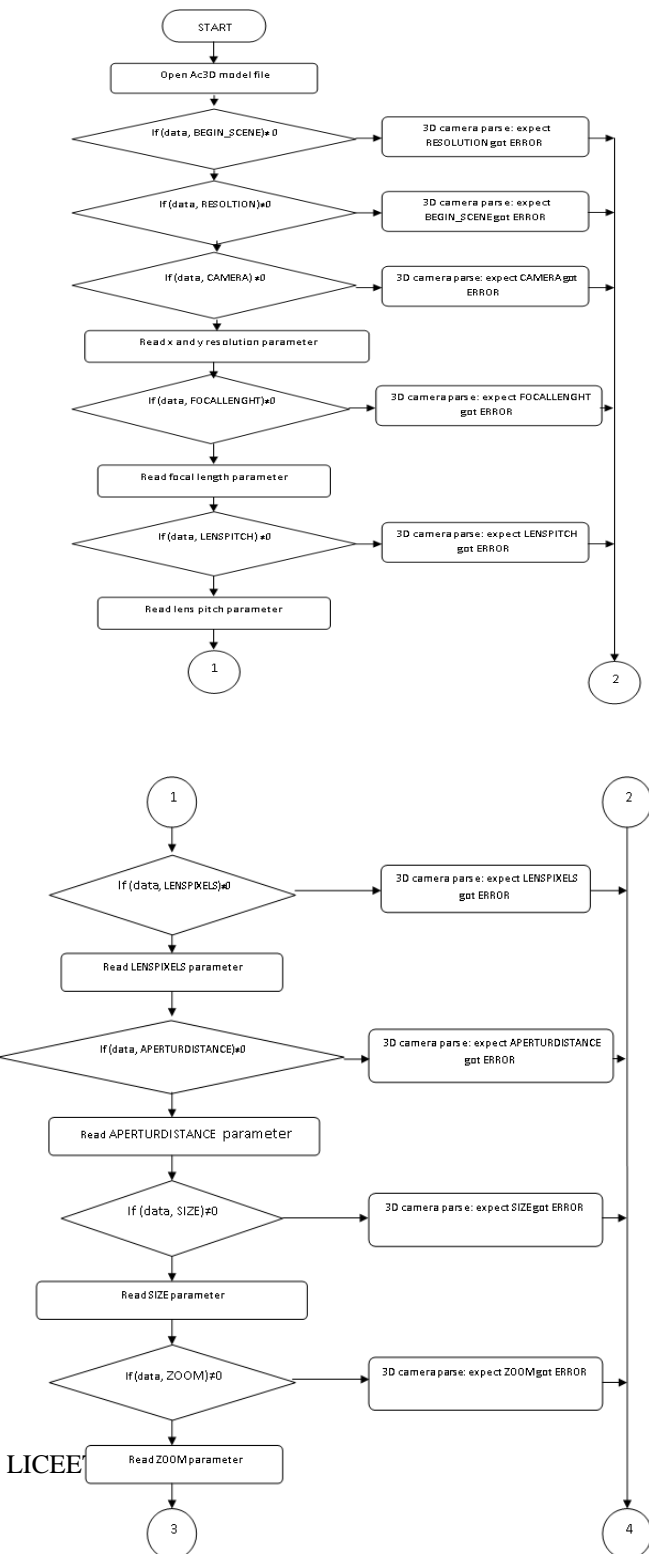 START
Open Ac3D model file
If (data, BEGIN_SCENE)≠0
3D camera parse: expect
RESOLUTION got ERROR
If (data, RESOLTION)≠0
3D camera parse: expect
BEGIN_SCENE got ERROR
If (data, CAMERA) ≠0
3D camera parse: expect CAMERA got
ERROR
Read x and y resolution parameter
If (data, FOCALLENGHT)≠0
3D camera parse: expect FOCALLENGHT
got ERROR
Read focal length parameter
If (data, LENSPITCH) ≠0
3D camera parse: expect LENSPITCH
got ERROR
Read lens pitch parameter
1
2
1
2
If (data, LENSPIXELS)≠0
3D camera parse: expect LENSPIXELS
got ERROR
Read LENSPIXELS parameter
If (data, APERTURDISTANCE)≠0
3D camera parse: expect APERTURDISTANCE
got ERROR
Read APERTURDISTANCE parameter
If (data, SIZE)≠0
3D camera parse: expect SIZE got ERROR
Read SIZE parameter
If (data, ZOOM)≠0
3D camera parse: expect ZOOM got ERROR
LICEE
Read ZOOM parameter
3
4